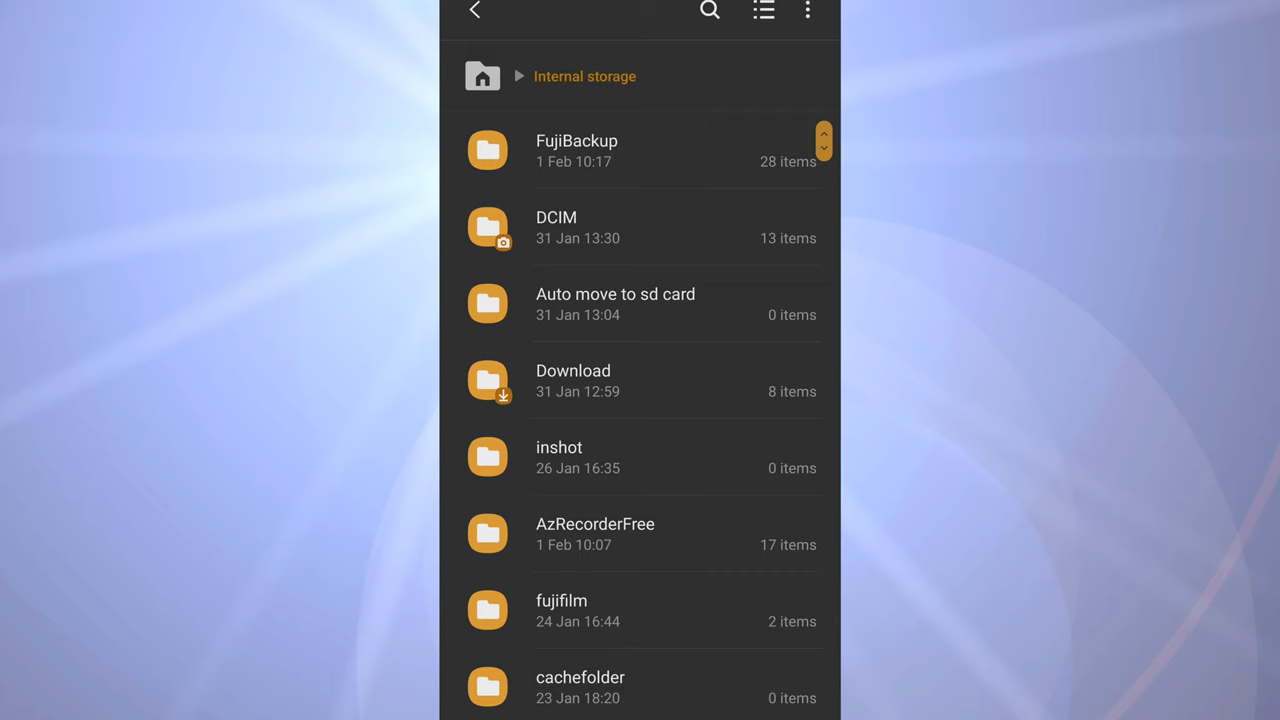 Internal storage
FujiBackup
1 Feb 10:17
28 items
DCIM
31 Jan 13:30
13 items
Auto move to sd card
31 Jan 13:04
0 items
Download
31 Jan 12:59
8 items
inshot
26 Jan 16:35
0 items
AzRecorderFree
1 Feb 10:07
17 items
fujifilm
24 Jan 16:44
2 items
cachefolder
23 Jan 18:20
0 items